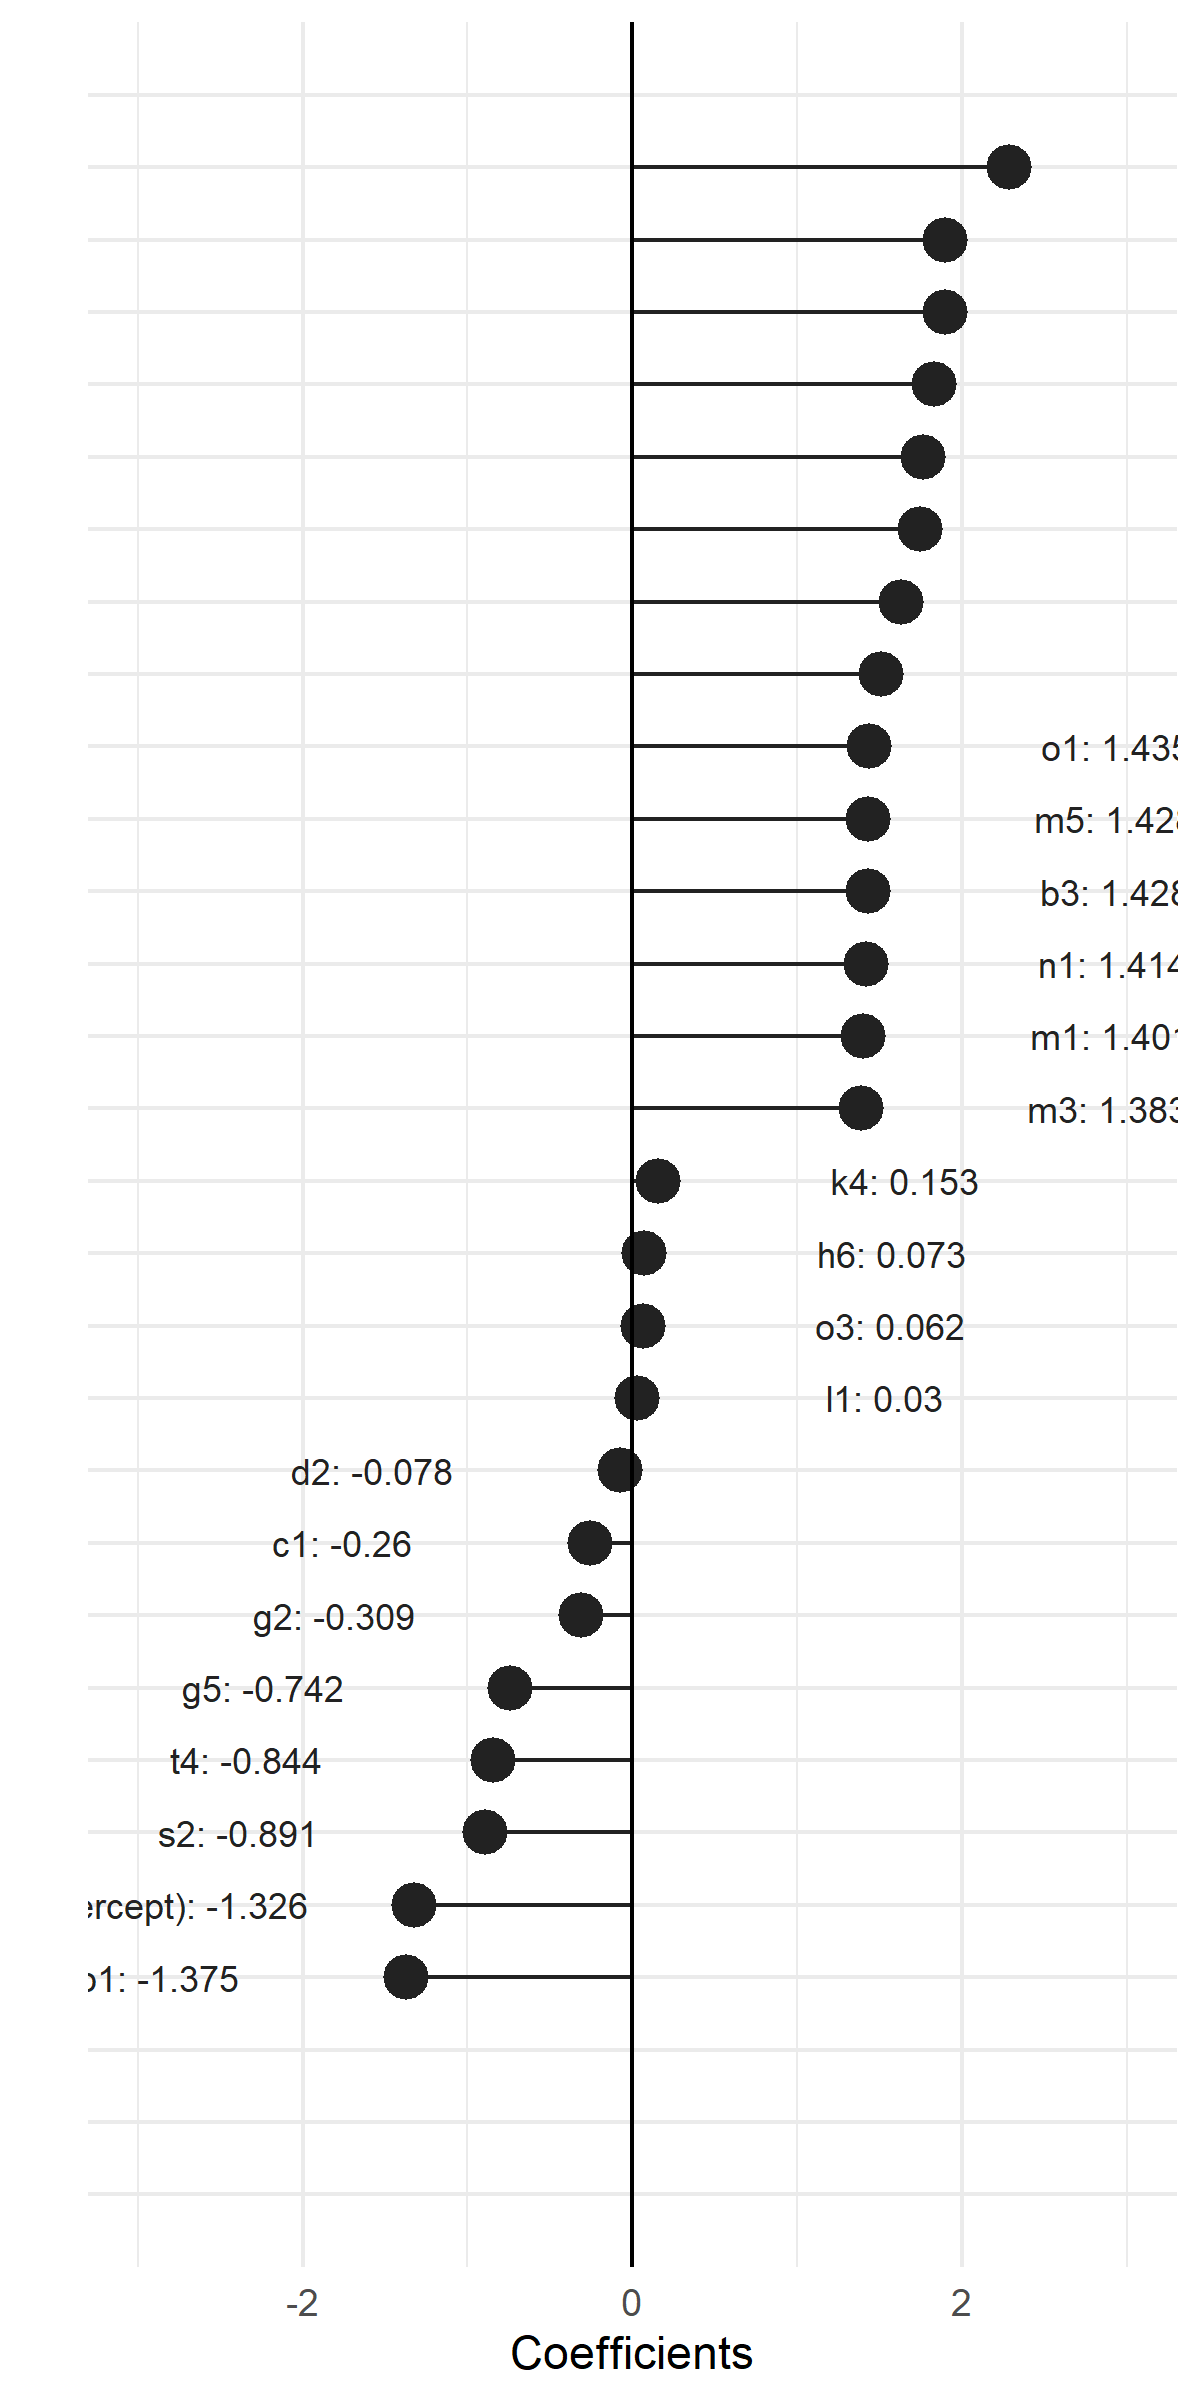 o1: 1.435
m5: 1.428
b3: 1.428
n1: 1.414
m1: 1.401
m3: 1.383
k4: 0.153
h6: 0.073
o3: 0.062
l1: 0.03
d2: -0.078
c1: -0.26
g2: -0.309
g5: -0.742
t4: -0.844
s2: -0.891
ercept): -1.326
1: -1.375
-2 0 2
Coefficients